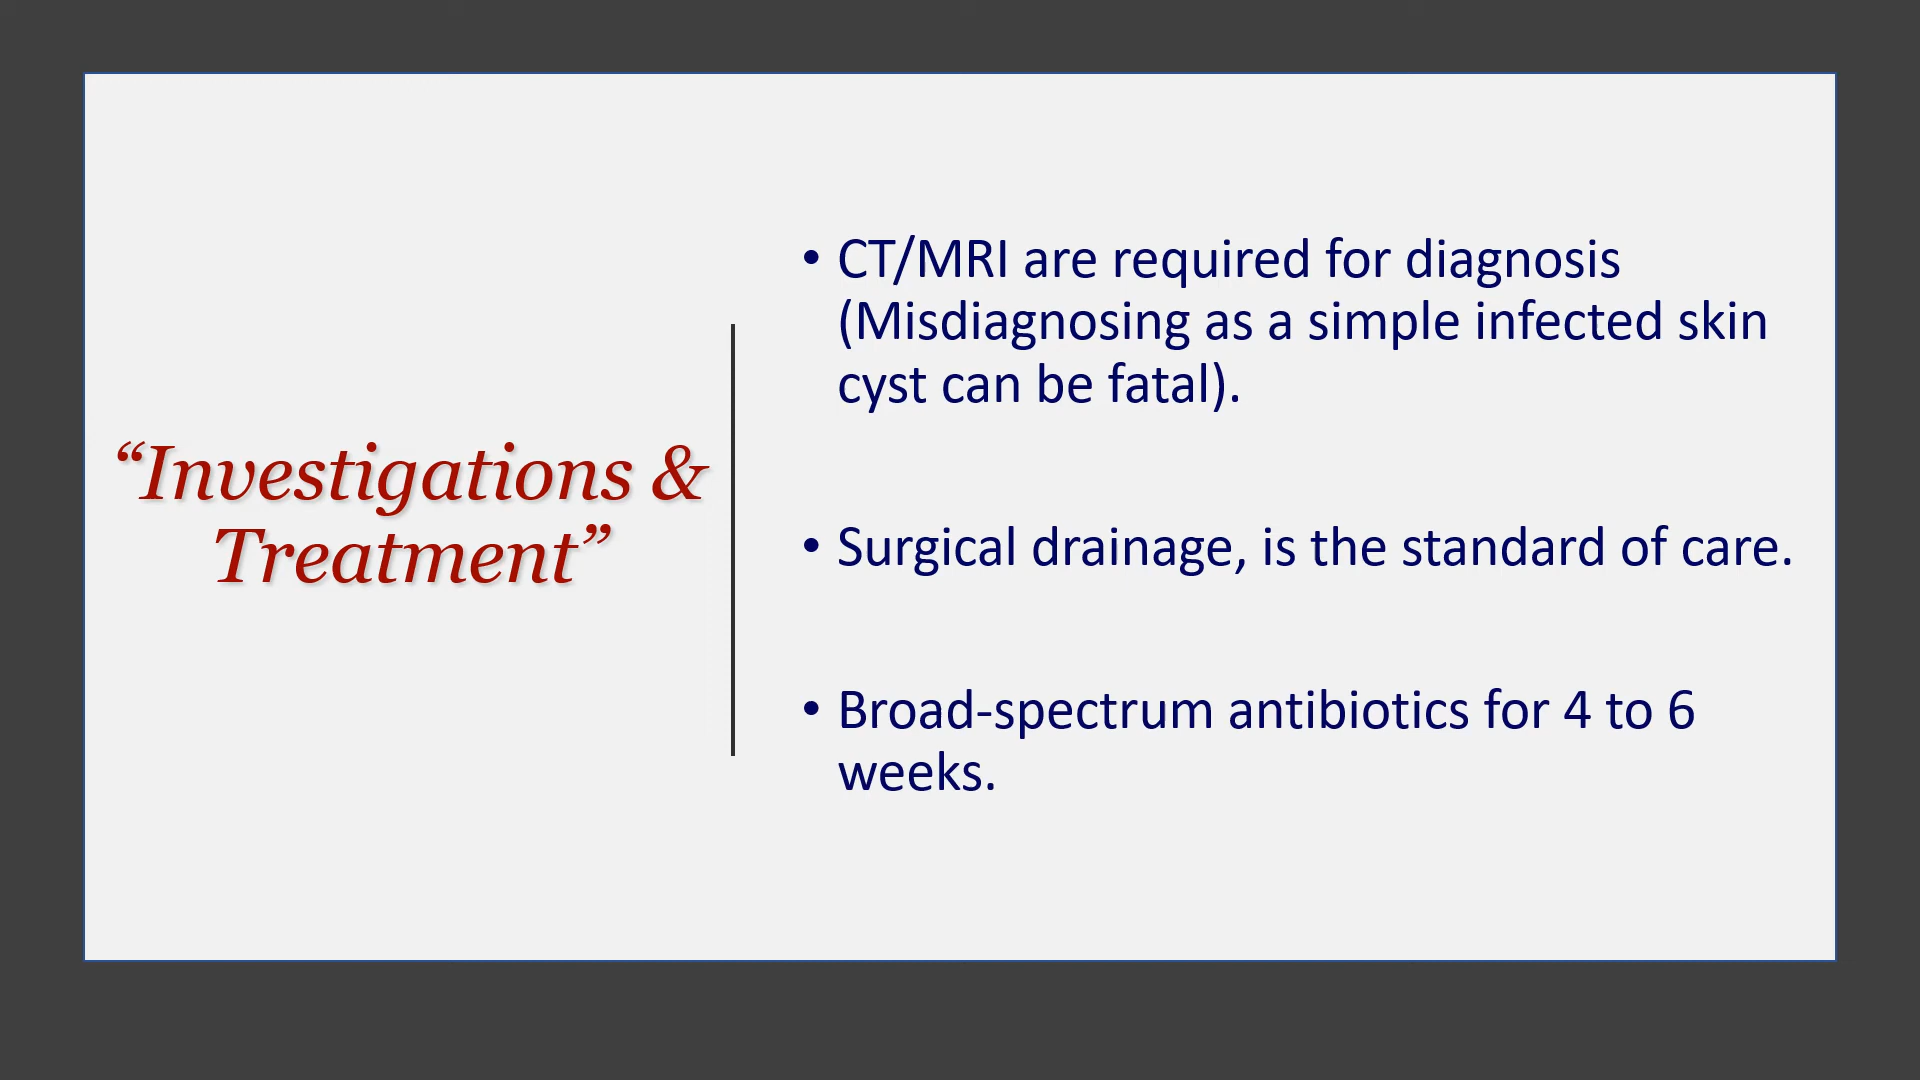 “Investigations &
Treatment”
• CT/MRI are required for diagnosis
(Misdiagnosing as a simple infected skin
cyst can be fatal).
• Surgical drainage, is the standard of care.
• Broad-spectrum antibiotics for 4 to 6
weeks.